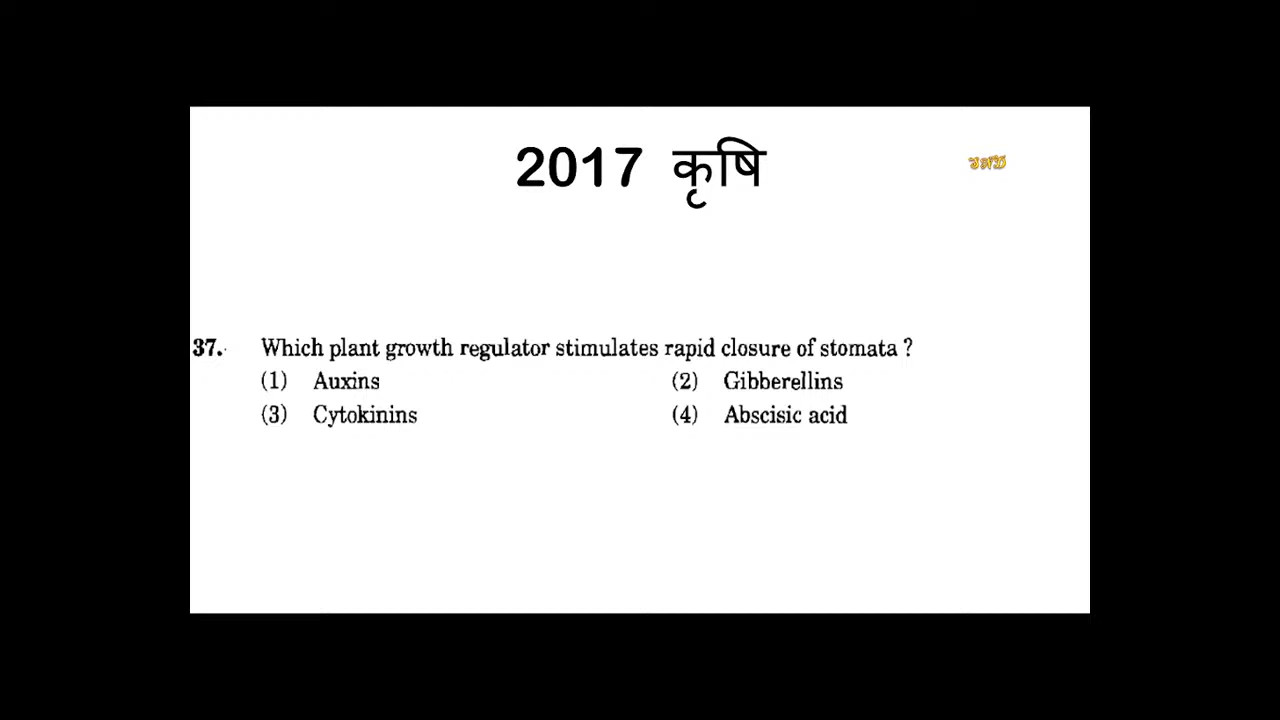 2017 कृषि
37. Which plant growth regulator stimulates rapid closure of stomata ?
(1) Auxins (2) Gibberellins
(3) Cytokinins (4) Abscisic acid